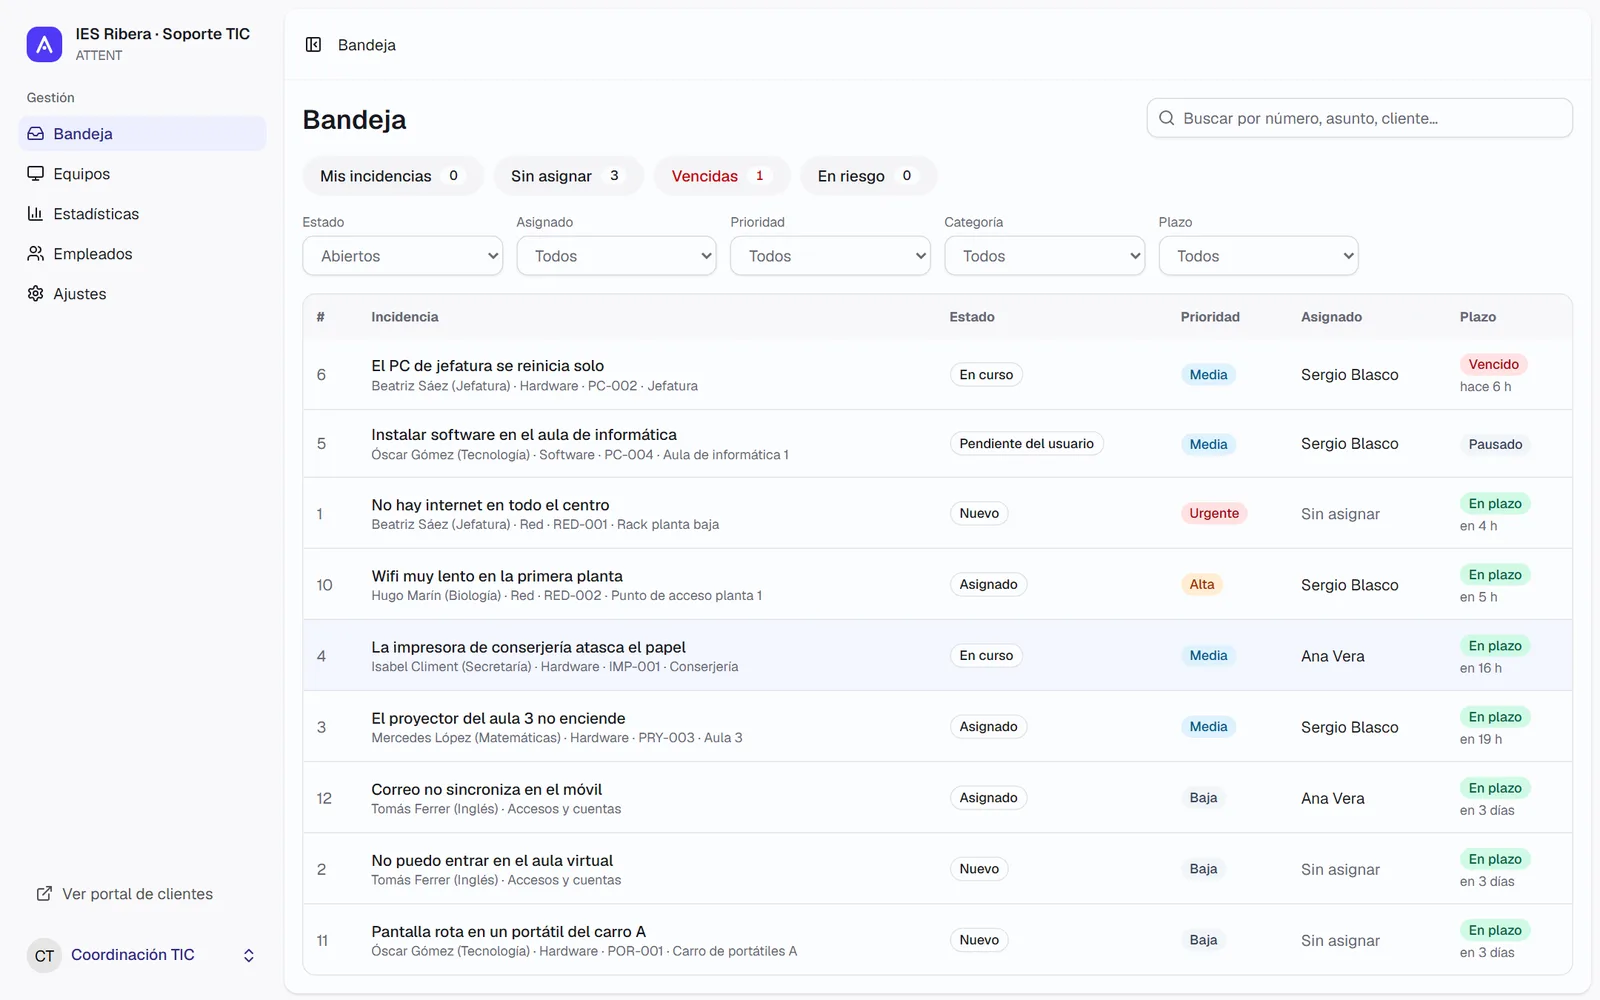 IES Ribera · Soporte TIC
ATTENT
Gestión
Bandeja
Equipos
Estadísticas
Empleados
Ajustes
Ver portal de clientes
CT Coordinación TIC
Bandeja
Bandeja
Buscar por número, asunto, cliente...
Mis incidencias 0 Sin asignar 3 Vencidas 1 En riesgo 0
Estado Asignado Prioridad Categoría Plazo
Abiertos Todos Todos Todos Todos
# Incidencia Estado Prioridad Asignado Plazo
6 El PC de jefatura se reinicia solo En curso Media Sergio Blasco Vencido
Beatriz Sáez (Jefatura) · Hardware · PC-002 · Jefatura hace 6 h
5 Instalar software en el aula de informática Pendiente del usuario Media Sergio Blasco Pausado
Óscar Gómez (Tecnología) · Software · PC-004 · Aula de informática 1
1 No hay internet en todo el centro Nuevo Urgente Sin asignar En plazo
Beatriz Sáez (Jefatura) · Red · RED-001 · Rack planta baja en 4 h
10 Wifi muy lento en la primera planta Asignado Alta Sergio Blasco En plazo
Hugo Marín (Biología) · Red · RED-002 · Punto de acceso planta 1 en 5 h
4 La impresora de conserjería atasca el papel En curso Media Ana Vera En plazo
Isabel Climent (Secretaría) · Hardware · IMP-001 · Conserjería en 16 h
3 El proyector del aula 3 no enciende Asignado Media Sergio Blasco En plazo
Mercedes López (Matemáticas) · Hardware · PRY-003 · Aula 3 en 19 h
12 Correo no sincroniza en el móvil Asignado Baja Ana Vera En plazo
Tomás Ferrer (Inglés) · Accesos y cuentas en 3 días
2 No puedo entrar en el aula virtual Nuevo Baja Sin asignar En plazo
Tomás Ferrer (Inglés) · Accesos y cuentas en 3 días
11 Pantalla rota en un portátil del carro A Nuevo Baja Sin asignar En plazo
Óscar Gómez (Tecnología) · Hardware · POR-001 · Carro de portátiles A en 3 días